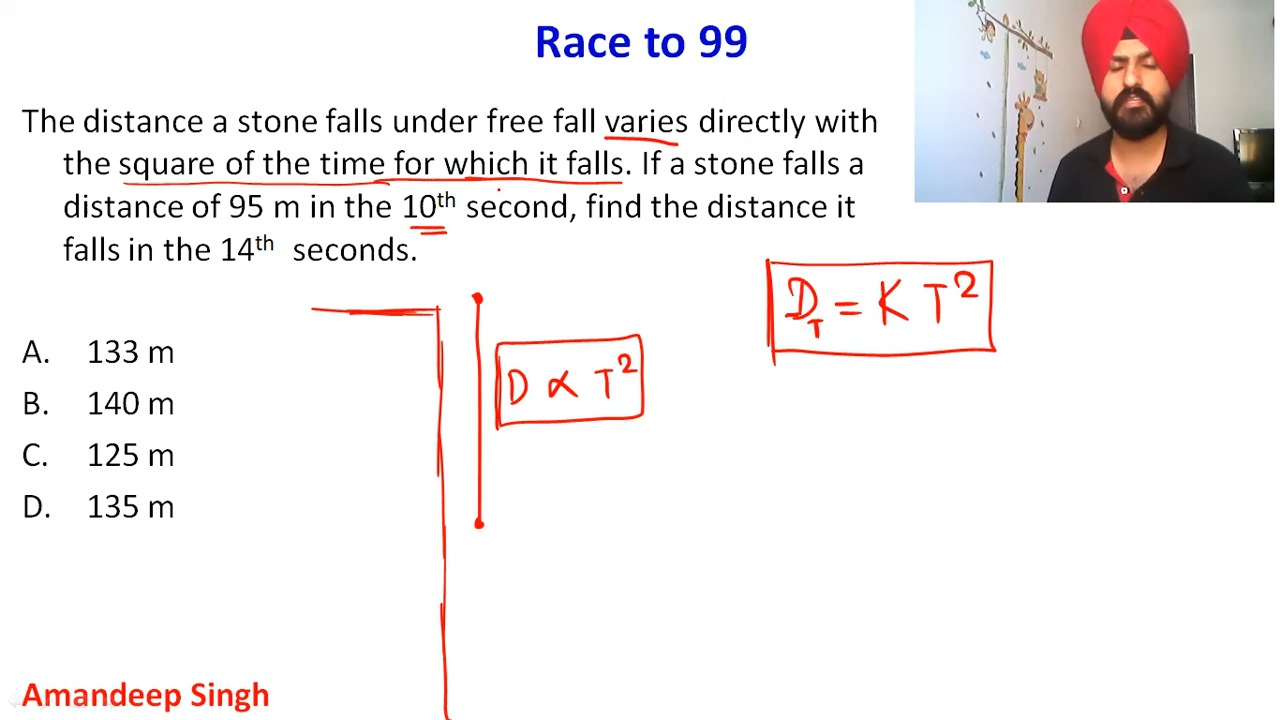 Race to 99
The distance a stone falls under free fall varies directly with
the square of the time for which it falls. If a stone falls a
distance of 95 m in the 10th second, find the distance it
falls in the 14th seconds.
D_T = K T²
A. 133 m
D ∝ T²
B. 140 m
C. 125 m
D. 135 m
Amandeep Singh